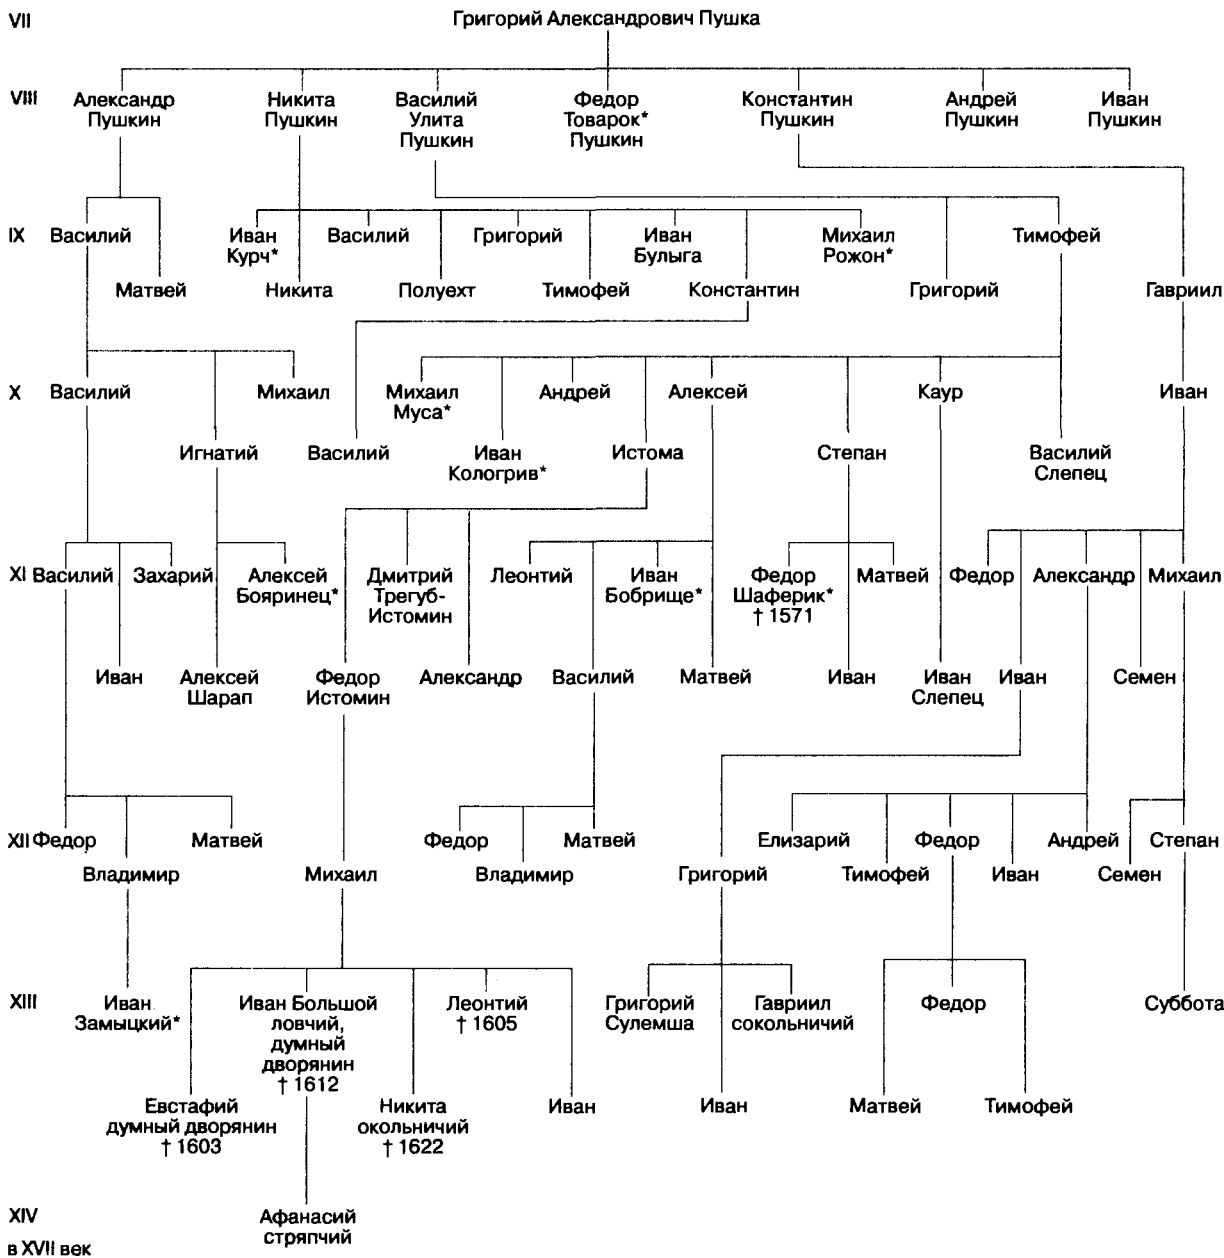 VII
Григорий Александрович Пушка
VIII
Александр
Пушкин
Никита
Пушкин
Василий
Улита
Пушкин
Федор
Товарок*
Пушкин
Константин
Пушкин
Андрей
Пушкин
Иван
Пушкин
IX
Василий
Иван
Курч*
Василий
Григорий
Иван
Булыга
Михаил
Рожон*
Тимофей
Матвей
Никита
Полуехт
Тимофей
Константин
Григорий
Гавриил
X
Василий
Михаил
Михаил
Муса*
Андрей
Алексей
Каур
Иван
Игнатий
Василий
Иван
Кологрив*
Истома
Степан
Василий
Слепец
XI
Василий
Захарий
Алексей
Бояринец*
Дмитрий
Трегуб-
Истомин
Леонтий
Иван
Бобрище*
Федор
Шаферик*
† 1571
Матвей
Федор
Александр
Михаил
Иван
Алексей
Шарап
Федор
Истомин
Александр
Василий
Матвей
Иван
Иван
Слепец
Иван
Семен
XII
Федор
Матвей
Федор
Матвей
Елизарий
Федор
Андрей
Степан
Владимир
Михаил
Владимир
Григорий
Тимофей
Иван
Семен
XIII
Иван
Замыцкий*
Иван Большой
ловчий,
думный
дворянин
† 1612
Леонтий
† 1605
Григорий
Сулемша
Гавриил
сокольничий
Федор
Суббота
Евстафий
думный дворянин
† 1603
Никита
окольничий
† 1622
Иван
Иван
Матвей
Тимофей
XIV
Афанасий
стряпчий
в XVII век